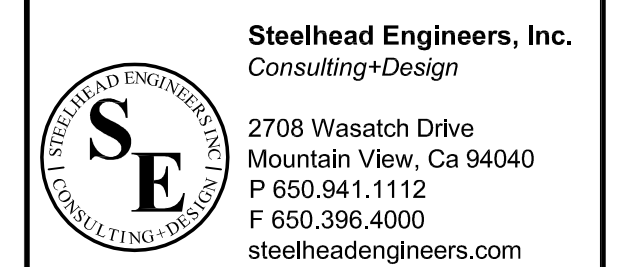 Steelhead Engineers, Inc.
Consulting+Design
2708 Wasatch Drive
Mountain View, Ca 94040
P 650.941.1112
F 650.396.4000
steelheadengineers.com
STEELHEAD ENGINEERS INC
SE
| CONSULTING+DESIGN |